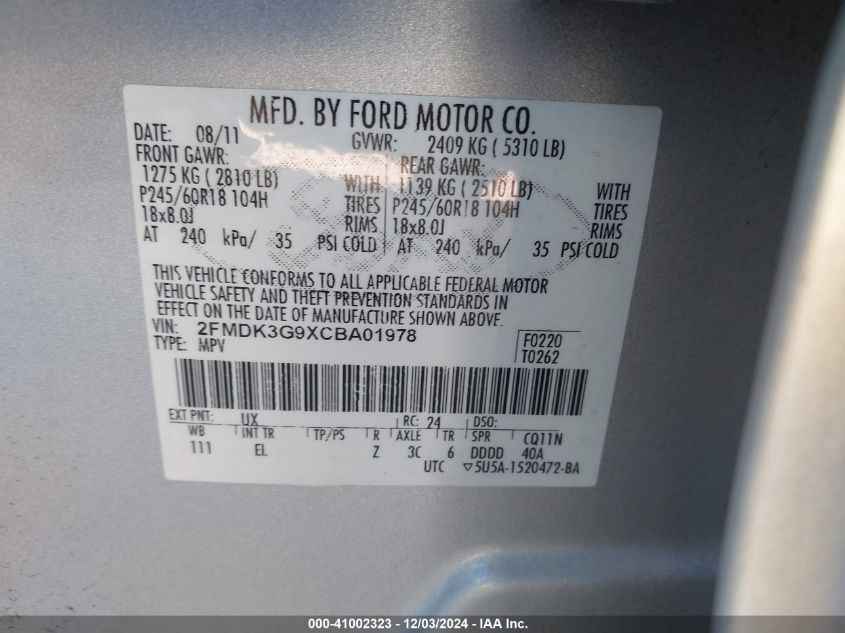 MFD. BY FORD MOTOR CO.
DATE: 08/11 GVWR: 2409 KG ( 5310 LB)
FRONT GAWR: REAR GAWR:
1275 KG ( 2810 LB) WITH 1139 KG ( 2510 LB) WITH
P245/60R18 104H TIRES P245/60R18 104H TIRES
18x8.0J RIMS 18x8.0J RIMS
AT 240 kPa/ 35 PSI COLD AT 240 kPa/ 35 PSI COLD
THIS VEHICLE CONFORMS TO ALL APPLICABLE FEDERAL MOTOR
VEHICLE SAFETY AND THEFT PREVENTION STANDARDS IN
EFFECT ON THE DATE OF MANUFACTURE SHOWN ABOVE.
VIN: 2FMDK3G9XCBA01978
TYPE: MPV F0220
T0262
EXT PNT: UX RC: 24 DSO:
WB INT TR TP/PS R AXLE TR SPR CQ11N
111 EL Z 3C 6 DDDD 40A
UTC ▽5U5A-1520472-BA
000-41002323 - 12/03/2024 - IAA Inc.